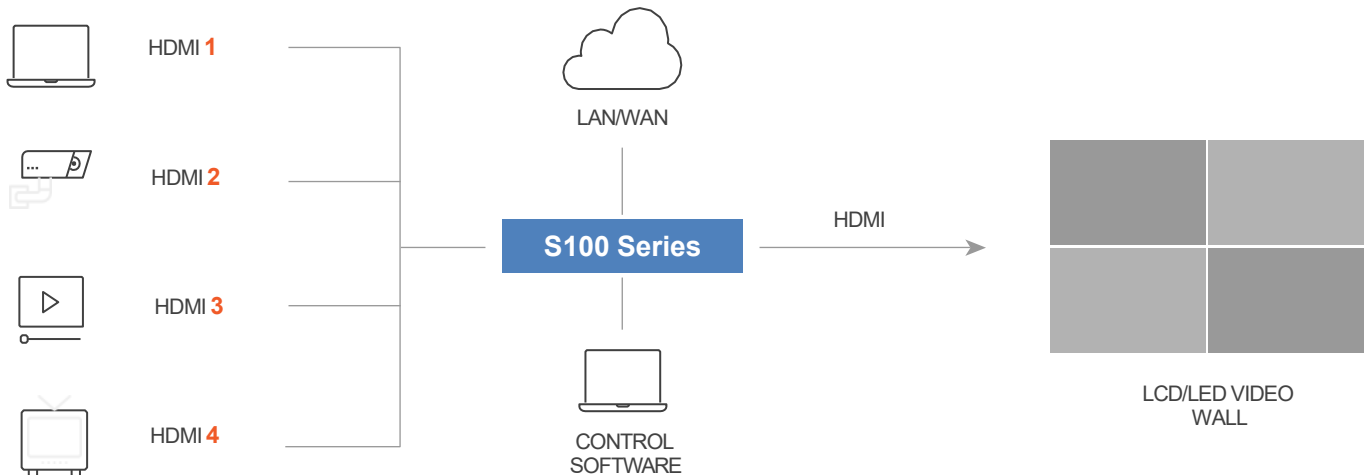 HDMI 1
HDMI 2
HDMI 3
HDMI 4
LAN/WAN
S100 Series
CONTROL
SOFTWARE
HDMI
LCD/LED VIDEO
WALL